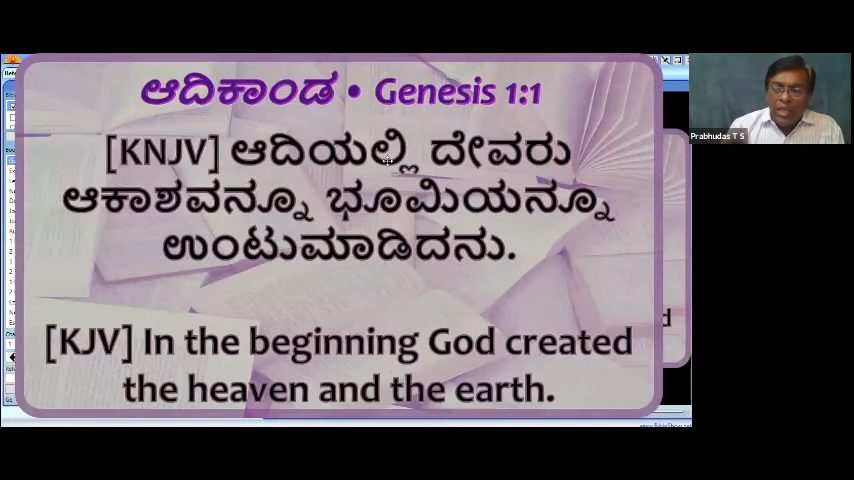 ಆದಿಕಾಂಡ • Genesis 1:1
[KNJV] ಆದಿಯಲ್ಲಿ ದೇವರು
ಆಕಾಶವನ್ನೂ ಭೂಮಿಯನ್ನೂ
ಉಂಟುಮಾಡಿದನು.
[KJV] In the beginning God created
the heaven and the earth.
Prabhudas T S